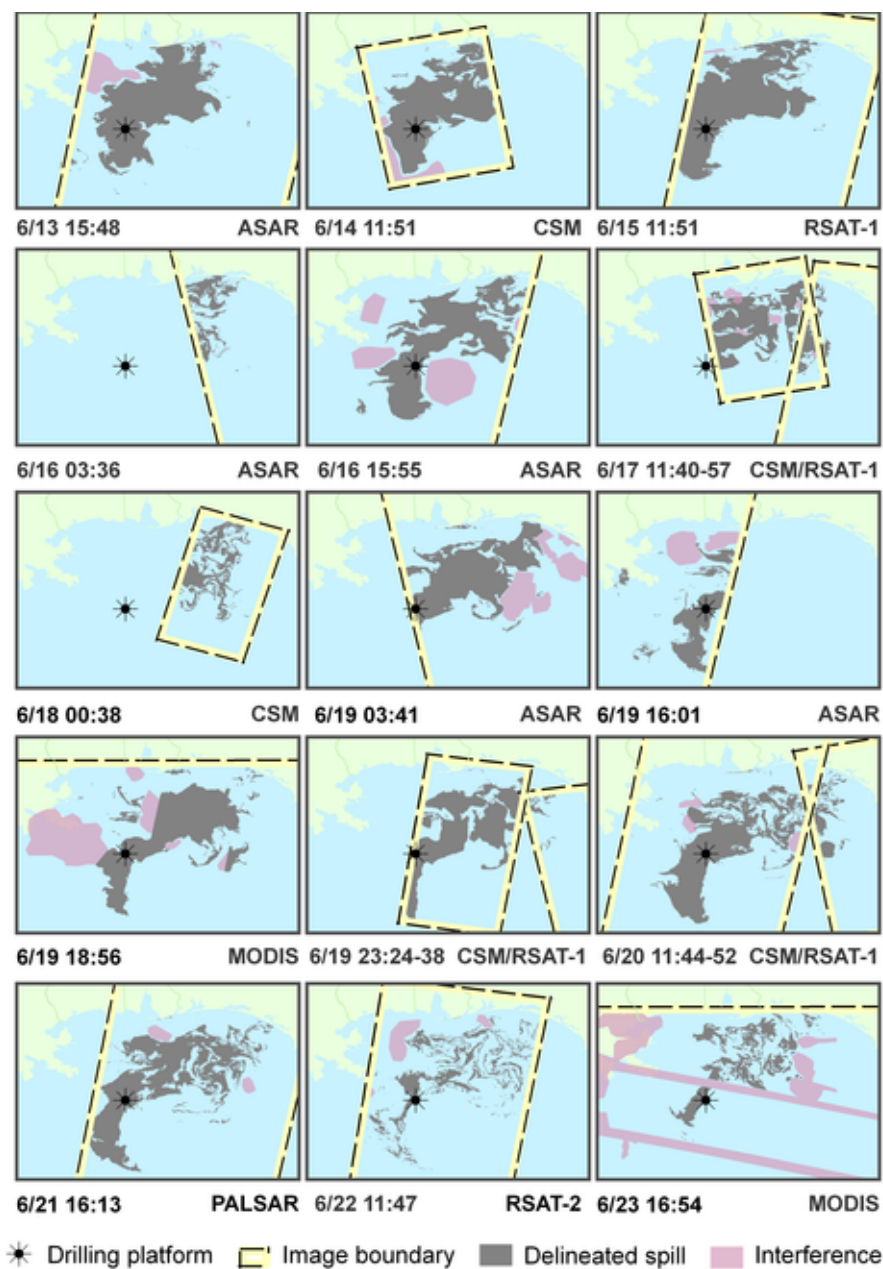 6/13 15:48 ASAR 6/14 11:51 CSM 6/15 11:51 RSAT-1
6/16 03:36 ASAR 6/16 15:55 ASAR 6/17 11:40-57 CSM/RSAT-1
6/18 00:38 CSM 6/19 03:41 ASAR 6/19 16:01 ASAR
6/19 18:56 MODIS 6/19 23:24-38 CSM/RSAT-1 6/20 11:44-52 CSM/RSAT-1
6/21 16:13 PALSAR 6/22 11:47 RSAT-2 6/23 16:54 MODIS
Drilling platform Image boundary Delineated spill Interference